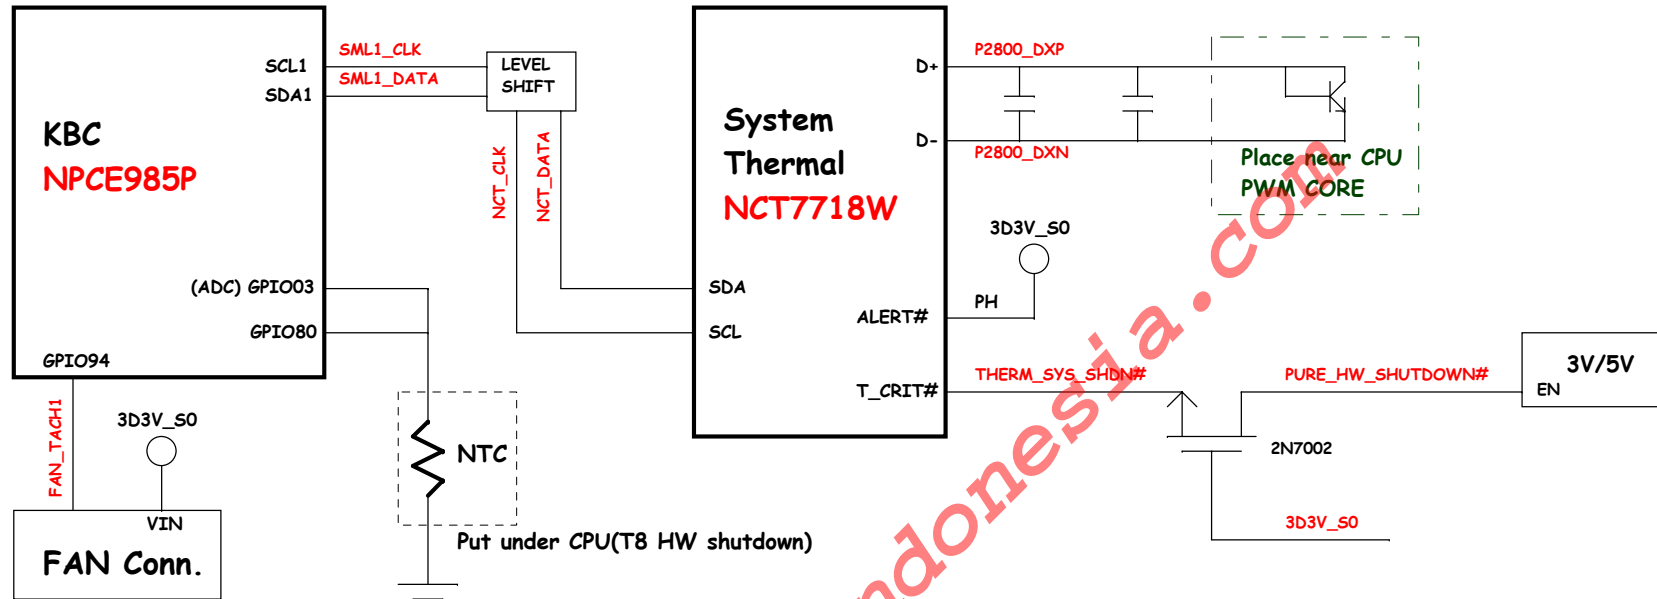 KBC
NPCE985P
SCL1
SDA1
(ADC) GPIO03
GPIO80
GPIO94
SML1_CLK
SML1_DATA
LEVEL
SHIFT
NCT_CLK
NCT_DATA
System
Thermal
NCT7718W
D+
D-
SDA
SCL
ALERT#
T_CRIT#
P2800_DXP
P2800_DXN
Place near CPU
PWM CORE
3D3V_S0
PH
THERM_SYS_SHDN#
PURE_HW_SHUTDOWN#
3V/5V
EN
2N7002
3D3V_S0
FAN_TACH1
3D3V_S0
VIN
FAN Conn.
NTC
Put under CPU(T8 HW shutdown)
ndonesia.com